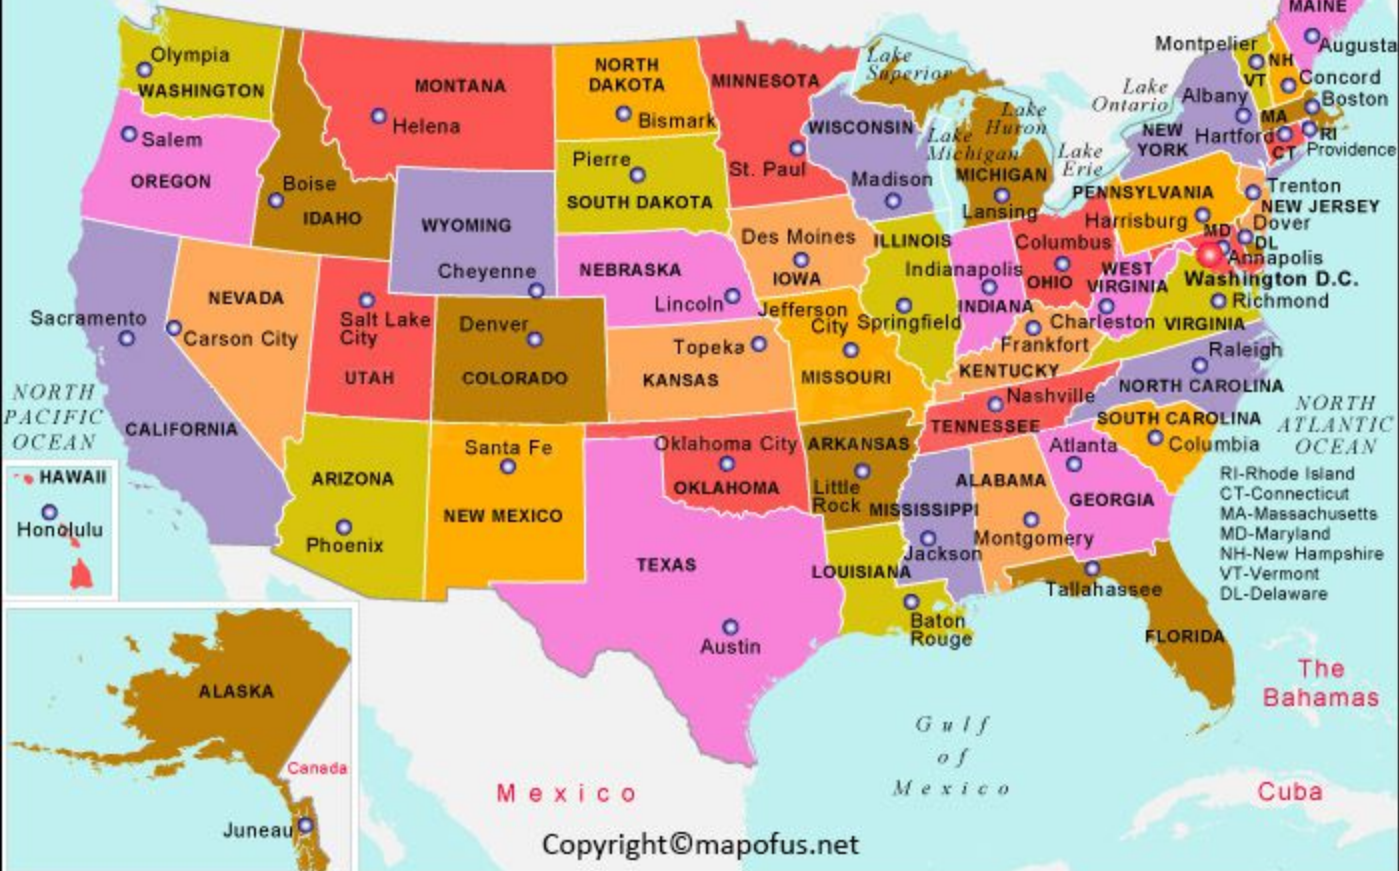 MAINE
Augusta
Montpelier
NH
VT
Concord
Boston
Albany
MA
NEW
YORK
Hartford
RI
CT
Providence
Olympia
WASHINGTON
Salem
OREGON
Boise
IDAHO
MONTANA
Helena
NORTH
DAKOTA
Bismark
MINNESOTA
St. Paul
Lake
Superior
WISCONSIN
Madison
Lake
Michigan
Lake
Huron
MICHIGAN
Lansing
Lake
Ontario
Lake
Erie
PENNSYLVANIA
Harrisburg
Trenton
NEW JERSEY
Dover
DL
MD
Annapolis
Washington D.C.
WYOMING
Cheyenne
Pierre
SOUTH DAKOTA
NEBRASKA
Lincoln
Des Moines
IOWA
ILLINOIS
Springfield
Indianapolis
INDIANA
Columbus
OHIO
WEST
VIRGINIA
Charleston
Richmond
VIRGINIA
Sacramento
CALIFORNIA
NEVADA
Carson City
Salt Lake
City
UTAH
Denver
COLORADO
Topeka
KANSAS
Jefferson
City
MISSOURI
Frankfort
KENTUCKY
Raleigh
NORTH CAROLINA
Nashville
TENNESSEE
SOUTH CAROLINA
Columbia
NORTH
PACIFIC
OCEAN
NORTH
ATLANTIC
OCEAN
ARIZONA
Phoenix
Santa Fe
NEW MEXICO
Oklahoma City
OKLAHOMA
ARKANSAS
Little
Rock
MISSISSIPPI
Jackson
ALABAMA
Montgomery
Atlanta
GEORGIA
TEXAS
Austin
LOUISIANA
Baton
Rouge
Tallahassee
FLORIDA
RI-Rhode Island
CT-Connecticut
MA-Massachusetts
MD-Maryland
NH-New Hampshire
VT-Vermont
DL-Delaware
HAWAII
Honolulu
ALASKA
Canada
Juneau
Mexico
Gulf
of
Mexico
The
Bahamas
Cuba
Copyright©mapofus.net